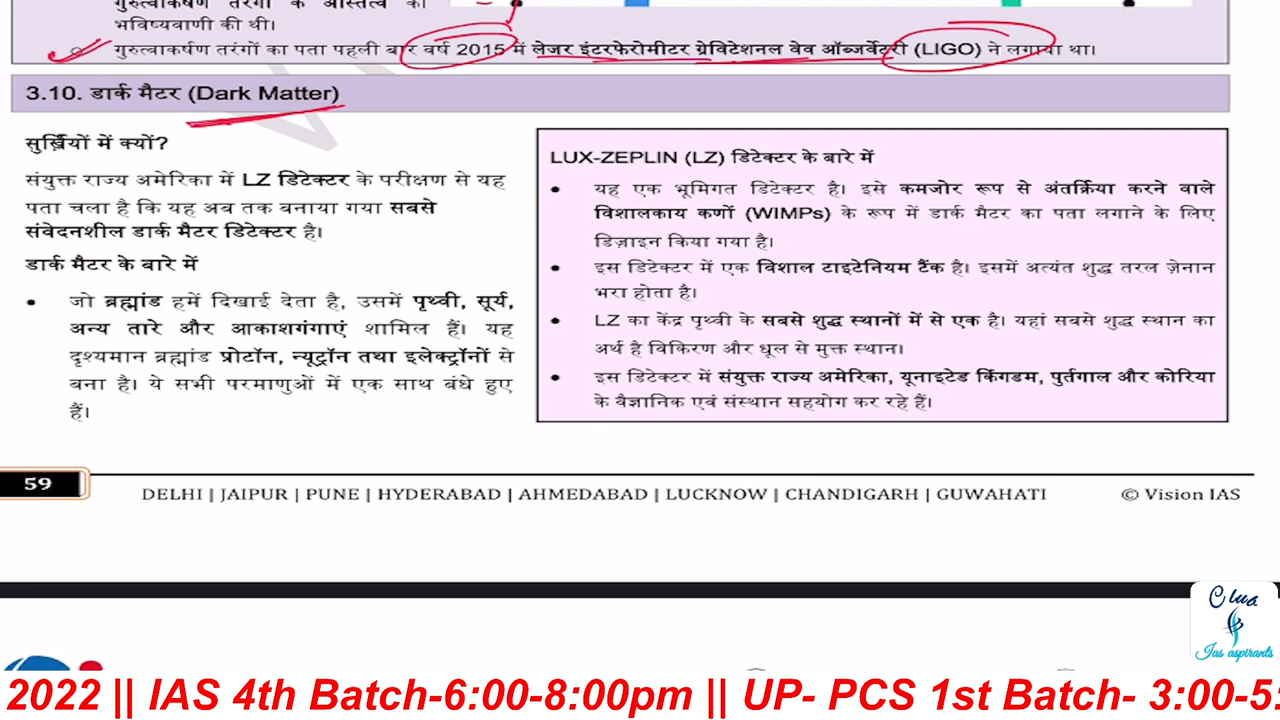 गुरुत्वाकर्षण तरंगों के अस्तित्व की
भविष्यवाणी की थी।
गुरुत्वाकर्षण तरंगों का पता पहली बार वर्ष 2015 में लेजर इंटरफेरोमीटर ग्रेविटेशनल वेव ऑब्जर्वेटरी (LIGO) ने लगाया था।
3.10. डार्क मैटर (Dark Matter)
सुर्ख़ियों में क्यों?
संयुक्त राज्य अमेरिका में LZ डिटेक्टर के परीक्षण से यह
पता चला है कि यह अब तक बनाया गया सबसे
संवेदनशील डार्क मैटर डिटेक्टर है।
डार्क मैटर के बारे में
• जो ब्रह्मांड हमें दिखाई देता है, उसमें पृथ्वी, सूर्य,
अन्य तारे और आकाशगंगाएं शामिल हैं। यह
दृश्यमान ब्रह्मांड प्रोटॉन, न्यूट्रॉन तथा इलेक्ट्रॉनों से
बना है। ये सभी परमाणुओं में एक साथ बंधे हुए
हैं।
LUX-ZEPLIN (LZ) डिटेक्टर के बारे में
• यह एक भूमिगत डिटेक्टर है। इसे कमजोर रूप से अंतर्क्रिया करने वाले
विशालकाय कणों (WIMPs) के रूप में डार्क मैटर का पता लगाने के लिए
डिज़ाइन किया गया है।
• इस डिटेक्टर में एक विशाल टाइटेनियम टैंक है। इसमें अत्यंत शुद्ध तरल ज़ेनान
भरा होता है।
• LZ का केंद्र पृथ्वी के सबसे शुद्ध स्थानों में से एक है। यहां सबसे शुद्ध स्थान का
अर्थ है विकिरण और धूल से मुक्त स्थान।
• इस डिटेक्टर में संयुक्त राज्य अमेरिका, यूनाइटेड किंगडम, पुर्तगाल और कोरिया
के वैज्ञानिक एवं संस्थान सहयोग कर रहे हैं।
59
DELHI | JAIPUR | PUNE | HYDERABAD | AHMEDABAD | LUCKNOW | CHANDIGARH | GUWAHATI
© Vision IAS
Clua
Ias aspirants
2022 || IAS 4th Batch-6:00-8:00pm || UP- PCS 1st Batch- 3:00-5: